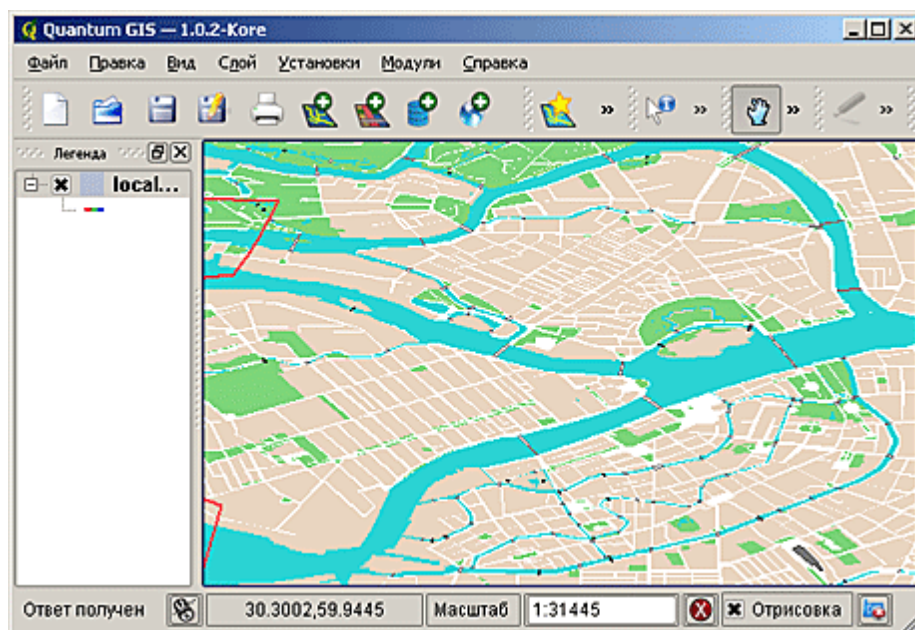 Quantum GIS — 1.0.2-Kore
Файл Правка Вид Слой Установки Модули Справка
» » » »
Легенда
local...
Ответ получен 30.3002,59.9445 Масштаб 1:31445 Отрисовка